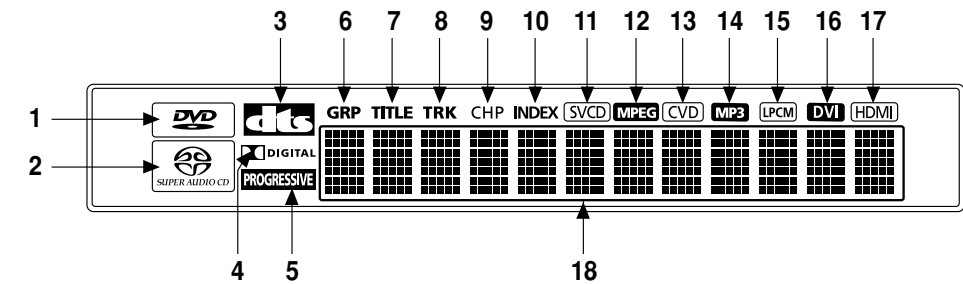 3 6 7 8 9 10 11 12 13 14 15 16 17
1 DVD dts GRP TITLE TRK CHP INDEX SVCD MPEG CVD MP3 LPCM DVI HDMI
2 SUPER AUDIO CD DIGITAL
PROGRESSIVE
4 5 18